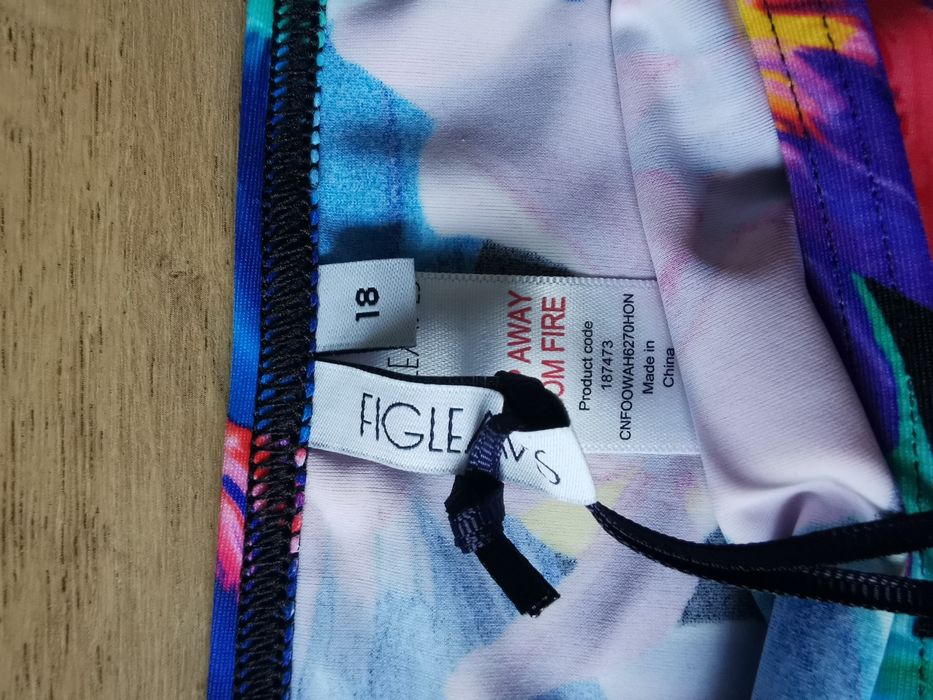 18
FIGLEAVES
AWAY
OM FIRE
Product code
187473
CNFOOWAH6270HON
Made in
China